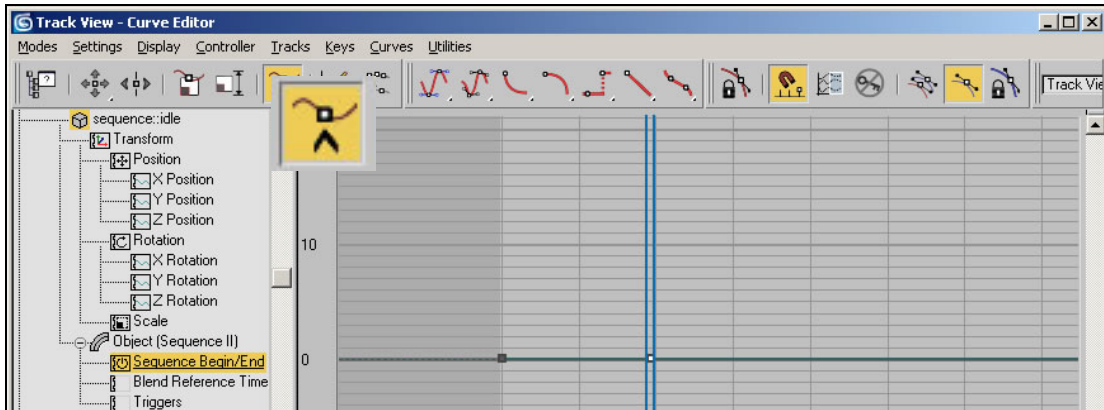 Track View - Curve Editor
Modes Settings Display Controller Tracks Keys Curves Utilities
Track Vie
sequence::idle
Transform
Position
X Position
Y Position
Z Position
Rotation
10
X Rotation
Y Rotation
Z Rotation
Scale
Object (Sequence II)
Sequence Begin/End
0
Blend Reference Time
Triggers